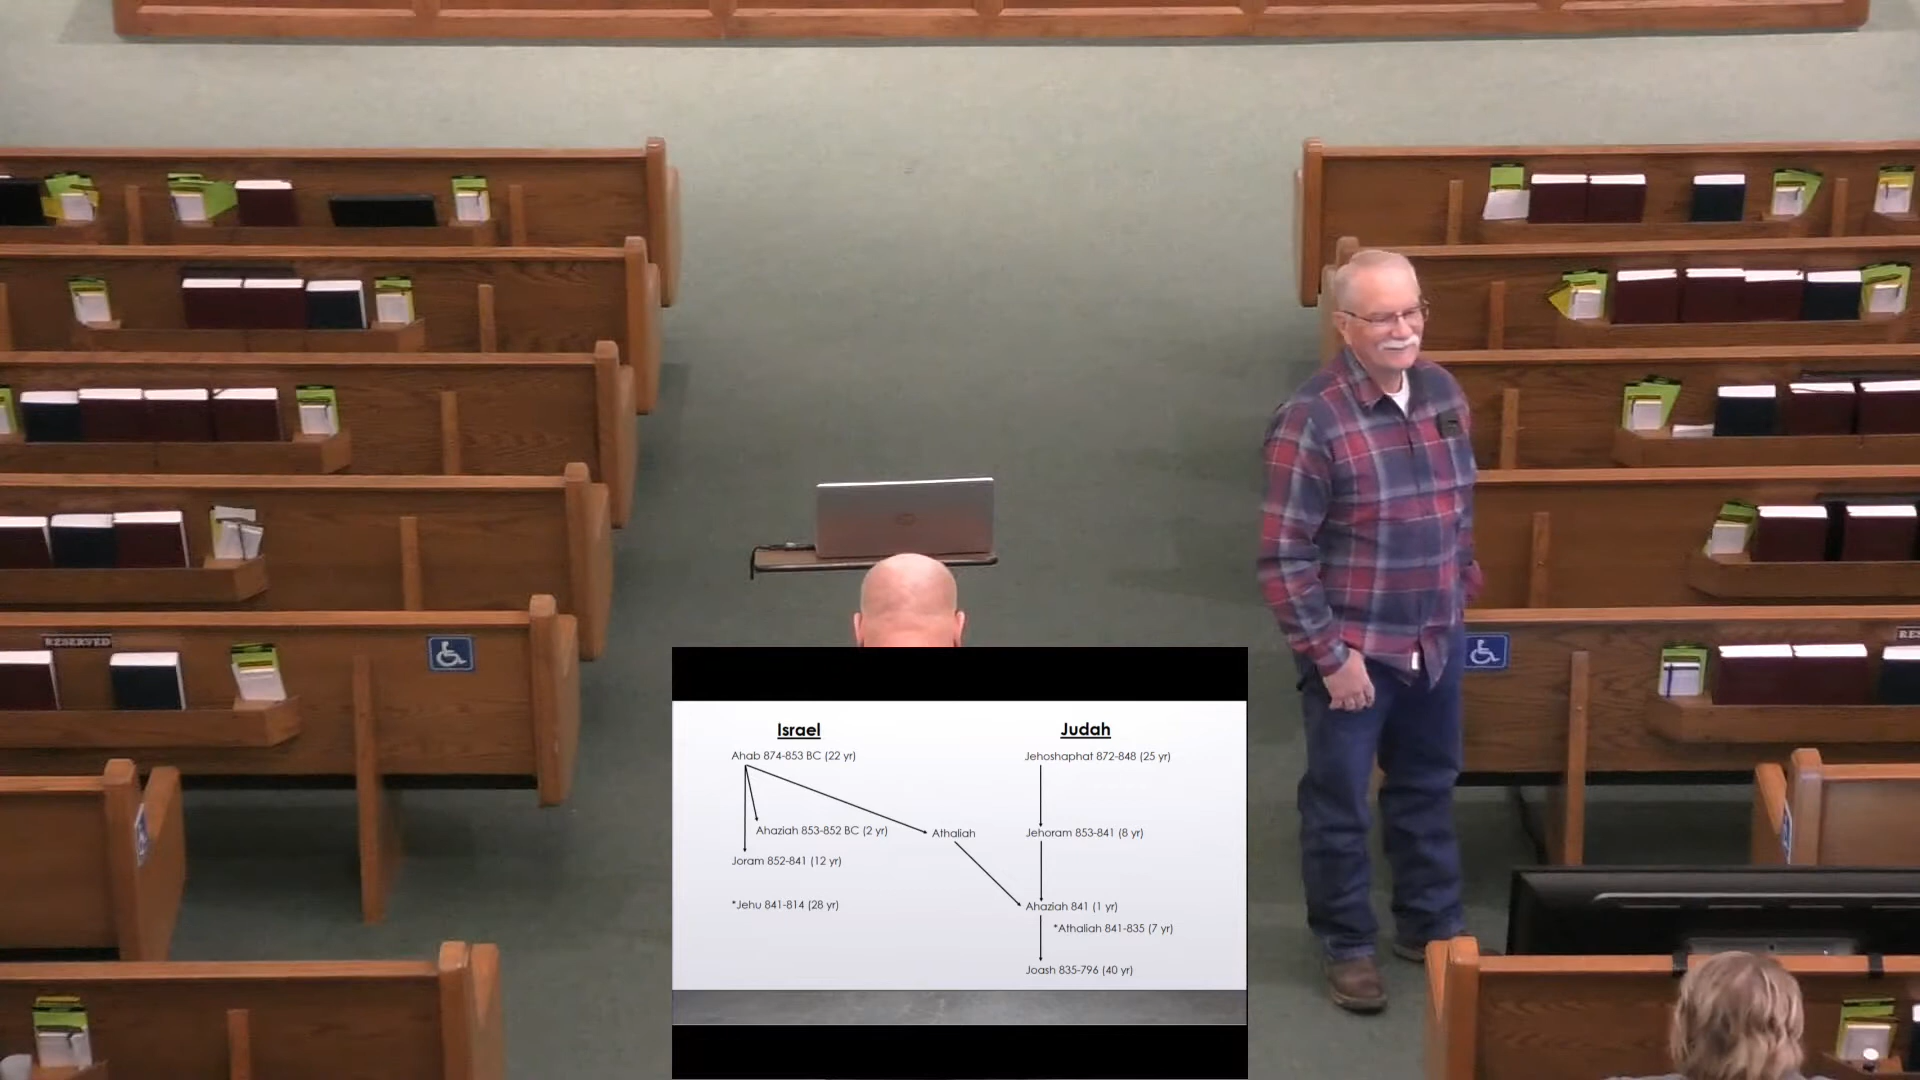 RESERVED
RES
Israel
Judah
Ahab 874-853 BC (22 yr)
Jehoshaphat 872-848 (25 yr)
Ahaziah 853-852 BC (2 yr)
Athaliah
Jehoram 853-841 (8 yr)
Joram 852-841 (12 yr)
*Jehu 841-814 (28 yr)
Ahaziah 841 (1 yr)
*Athaliah 841-835 (7 yr)
Joash 835-796 (40 yr)